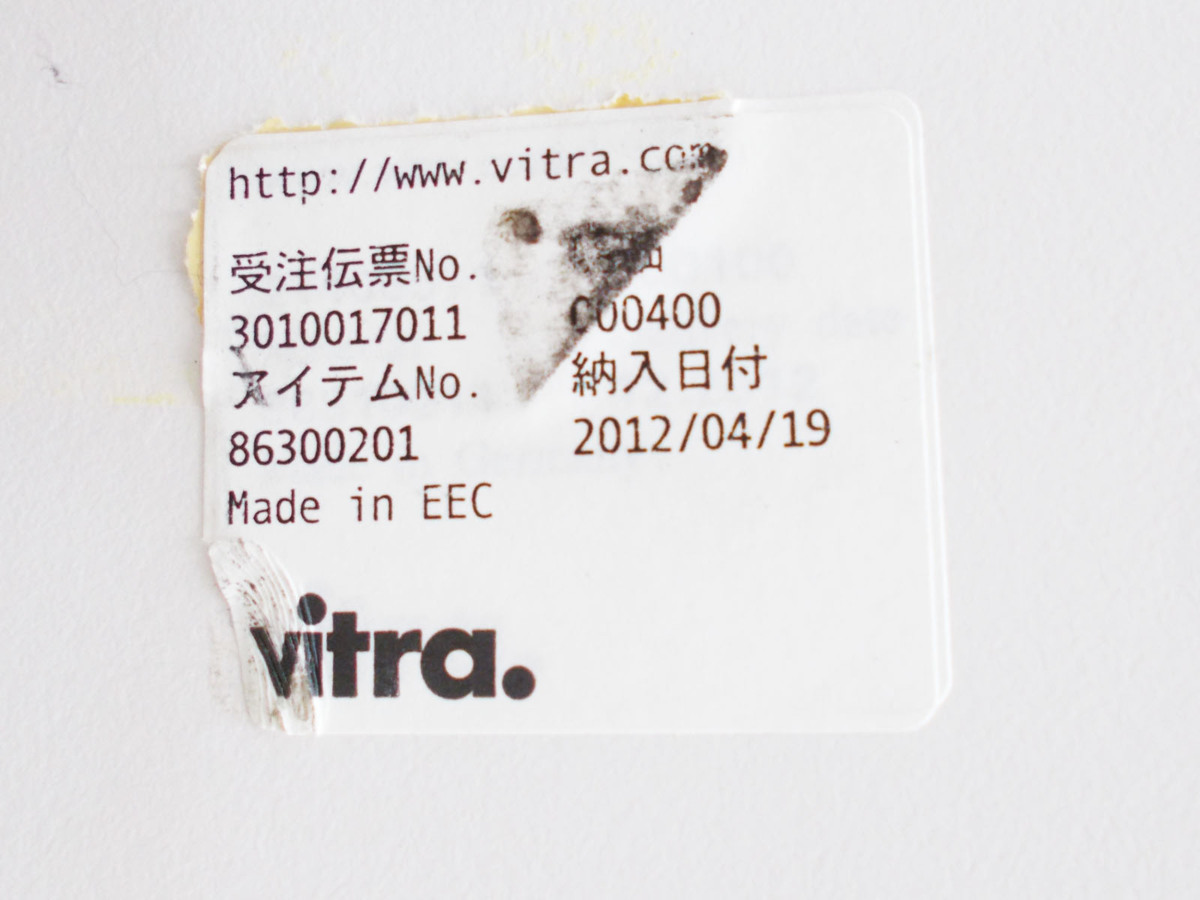 http://www.vitra.com
受注伝票No.
3010017011 000400
アイテムNo. 納入日付
86300201 2012/04/19
Made in EEC
vitra.